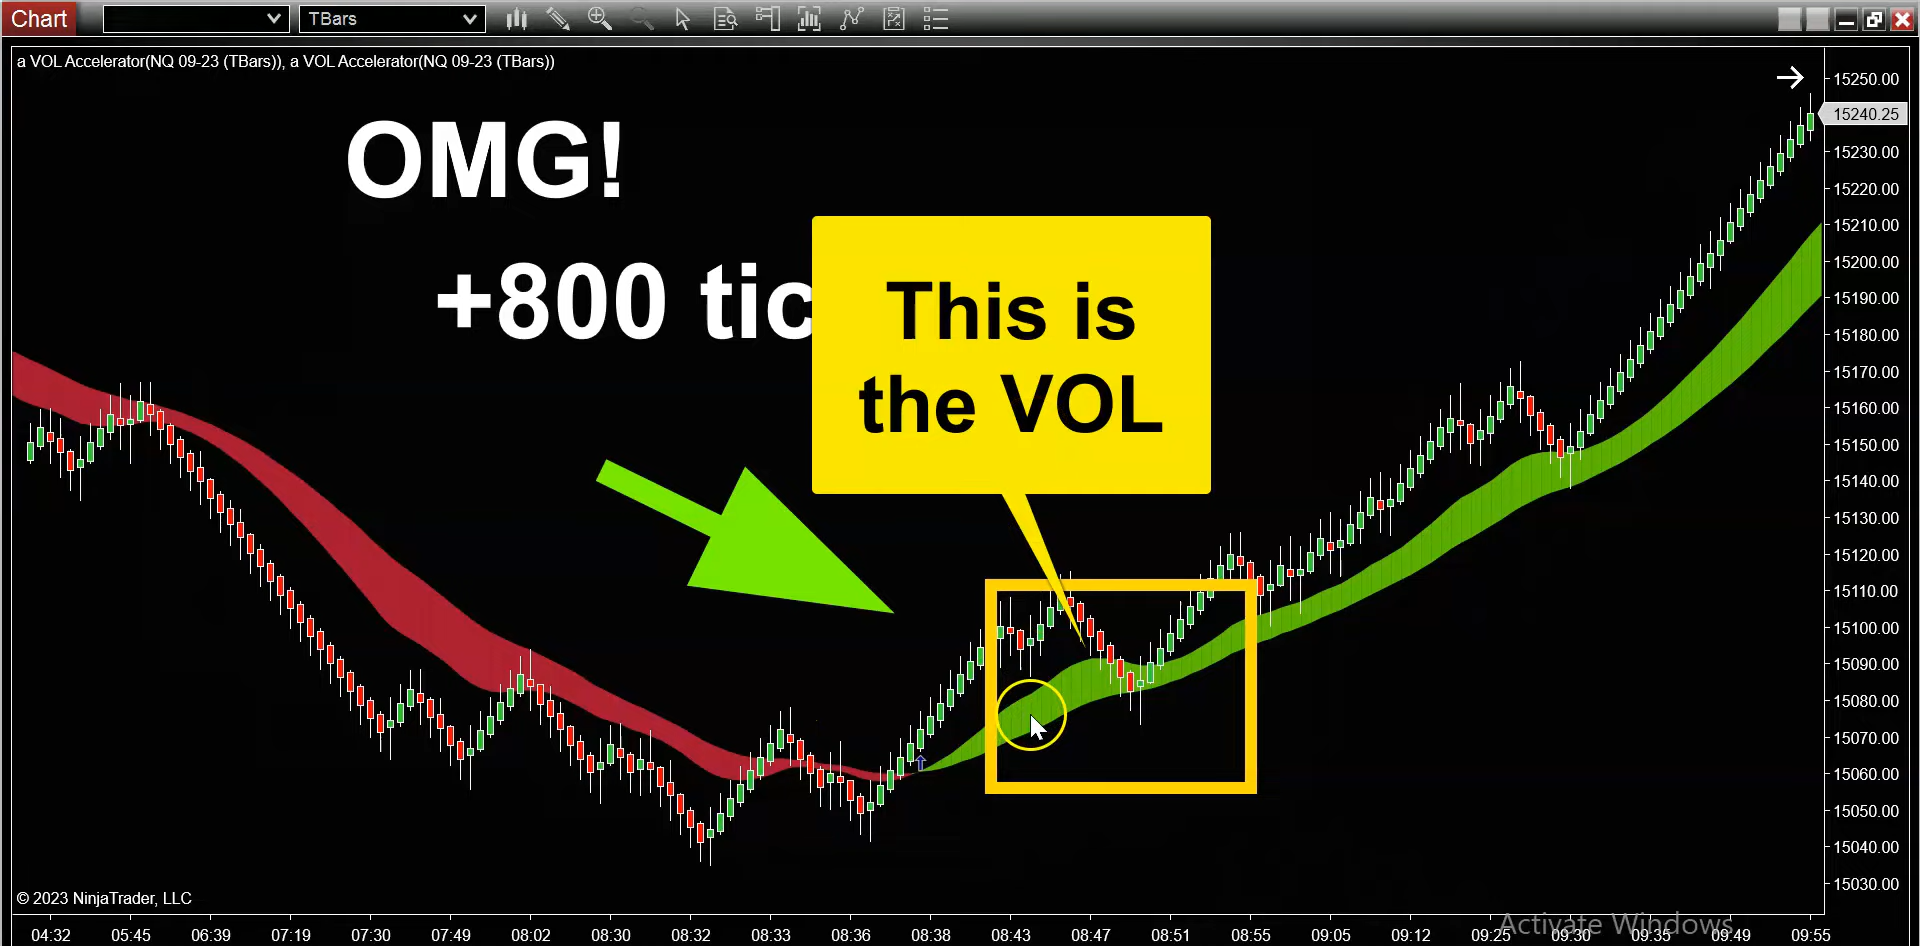 Chart
TBars
a VOL Accelerator(NQ 09-23 (TBars)), a VOL Accelerator(NQ 09-23 (TBars))
OMG!
+800 tic
This is
the VOL
15250.00
15240.25
15230.00
15220.00
15210.00
15200.00
15190.00
15180.00
15170.00
15160.00
15150.00
15140.00
15130.00
15120.00
15110.00
15100.00
15090.00
15080.00
15070.00
15060.00
15050.00
15040.00
15030.00
© 2023 NinjaTrader, LLC
Activate Windows
04:32 05:45 06:39 07:19 07:30 07:49 08:02 08:30 08:32 08:33 08:36 08:38 08:43 08:47 08:51 08:55 09:05 09:12 09:25 09:30 09:35 09:49 09:55